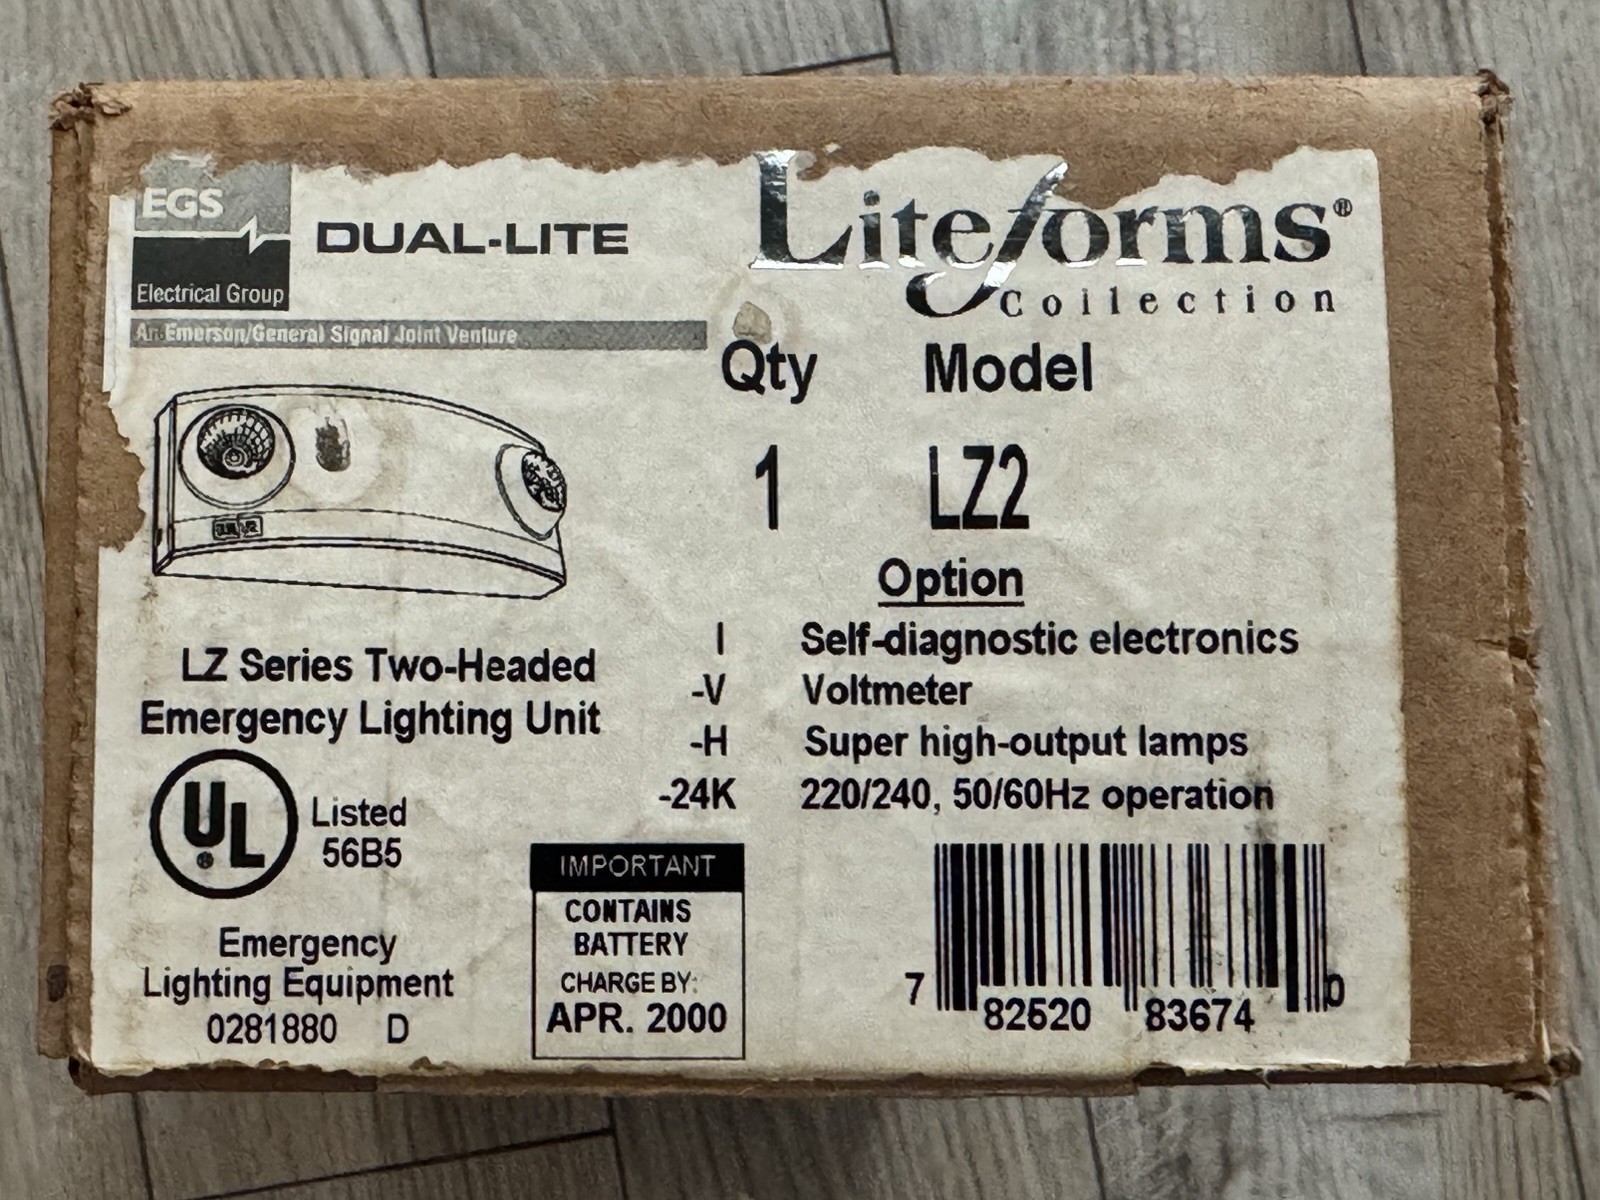 EGS
Electrical Group
DUAL-LITE
An Emerson/General Signal Joint Venture
Liteforms®
Collection
Qty Model
1 LZ2
Option
I Self-diagnostic electronics
-V Voltmeter
-H Super high-output lamps
-24K 220/240, 50/60Hz operation
LZ Series Two-Headed
Emergency Lighting Unit
UL®
Listed
56B5
Emergency
Lighting Equipment
0281880 D
IMPORTANT
CONTAINS
BATTERY
CHARGE BY:
APR. 2000
7 82520 83674 0